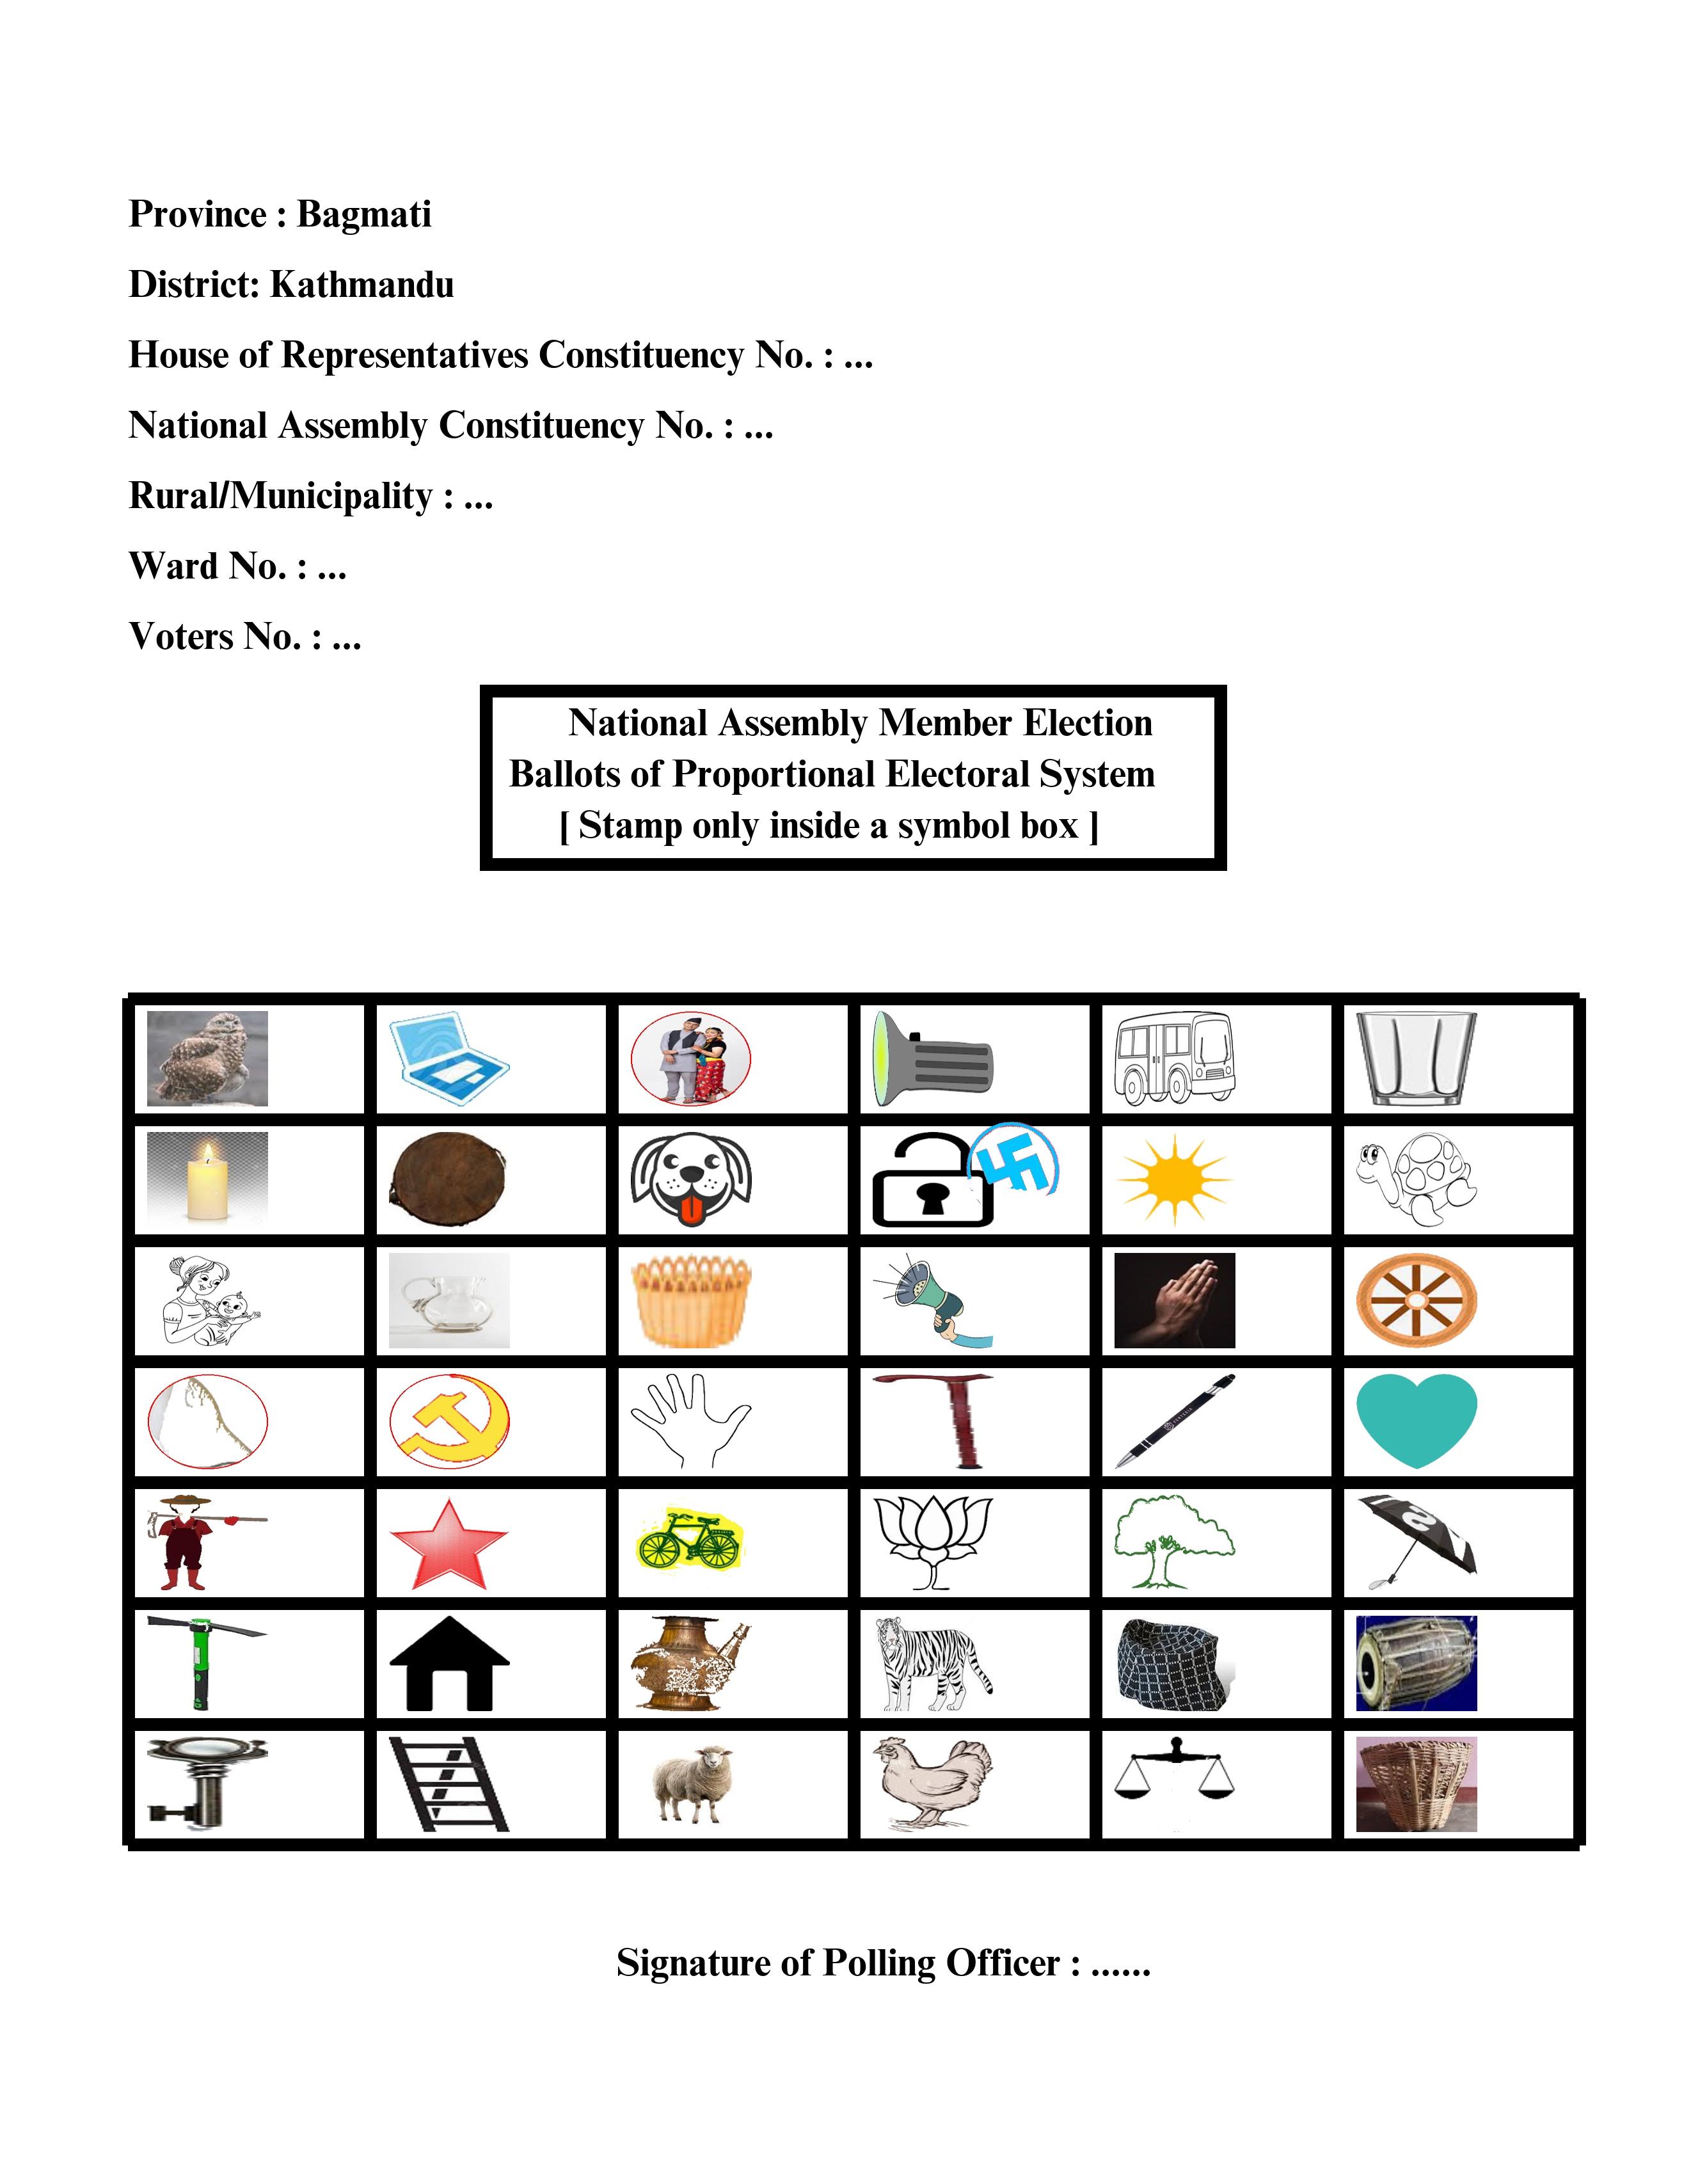 Province : Bagmati
District: Kathmandu
House of Representatives Constituency No. : ...
National Assembly Constituency No. : ...
Rural/Municipality : ...
Ward No. : ...
Voters No. : ...
National Assembly Member Election
Ballots of Proportional Electoral System
[ Stamp only inside a symbol box ]
Signature of Polling Officer : ......